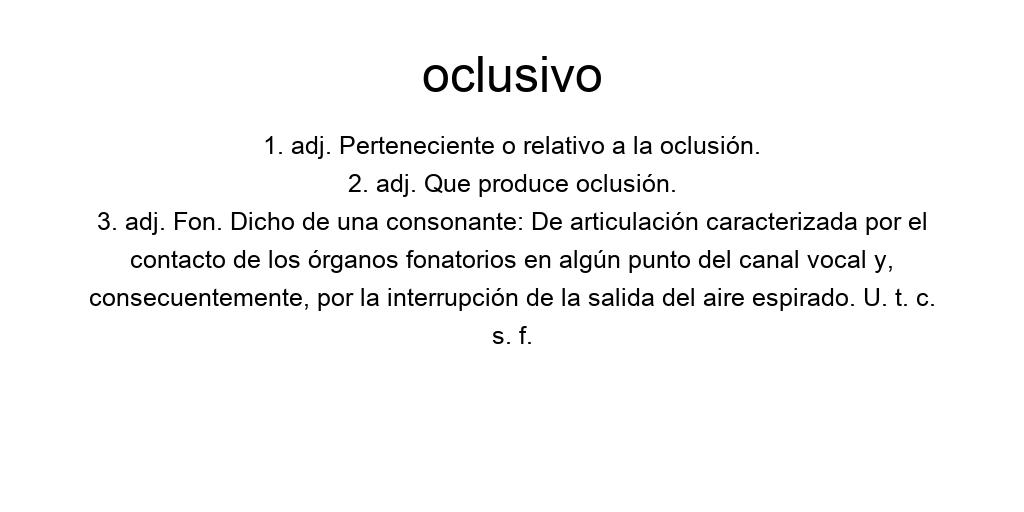 oclusivo
1. adj. Perteneciente o relativo a la oclusión.
2. adj. Que produce oclusión.
3. adj. Fon. Dicho de una consonante: De articulación caracterizada por el
contacto de los órganos fonatorios en algún punto del canal vocal y,
consecuentemente, por la interrupción de la salida del aire espirado. U. t. c.
s. f.